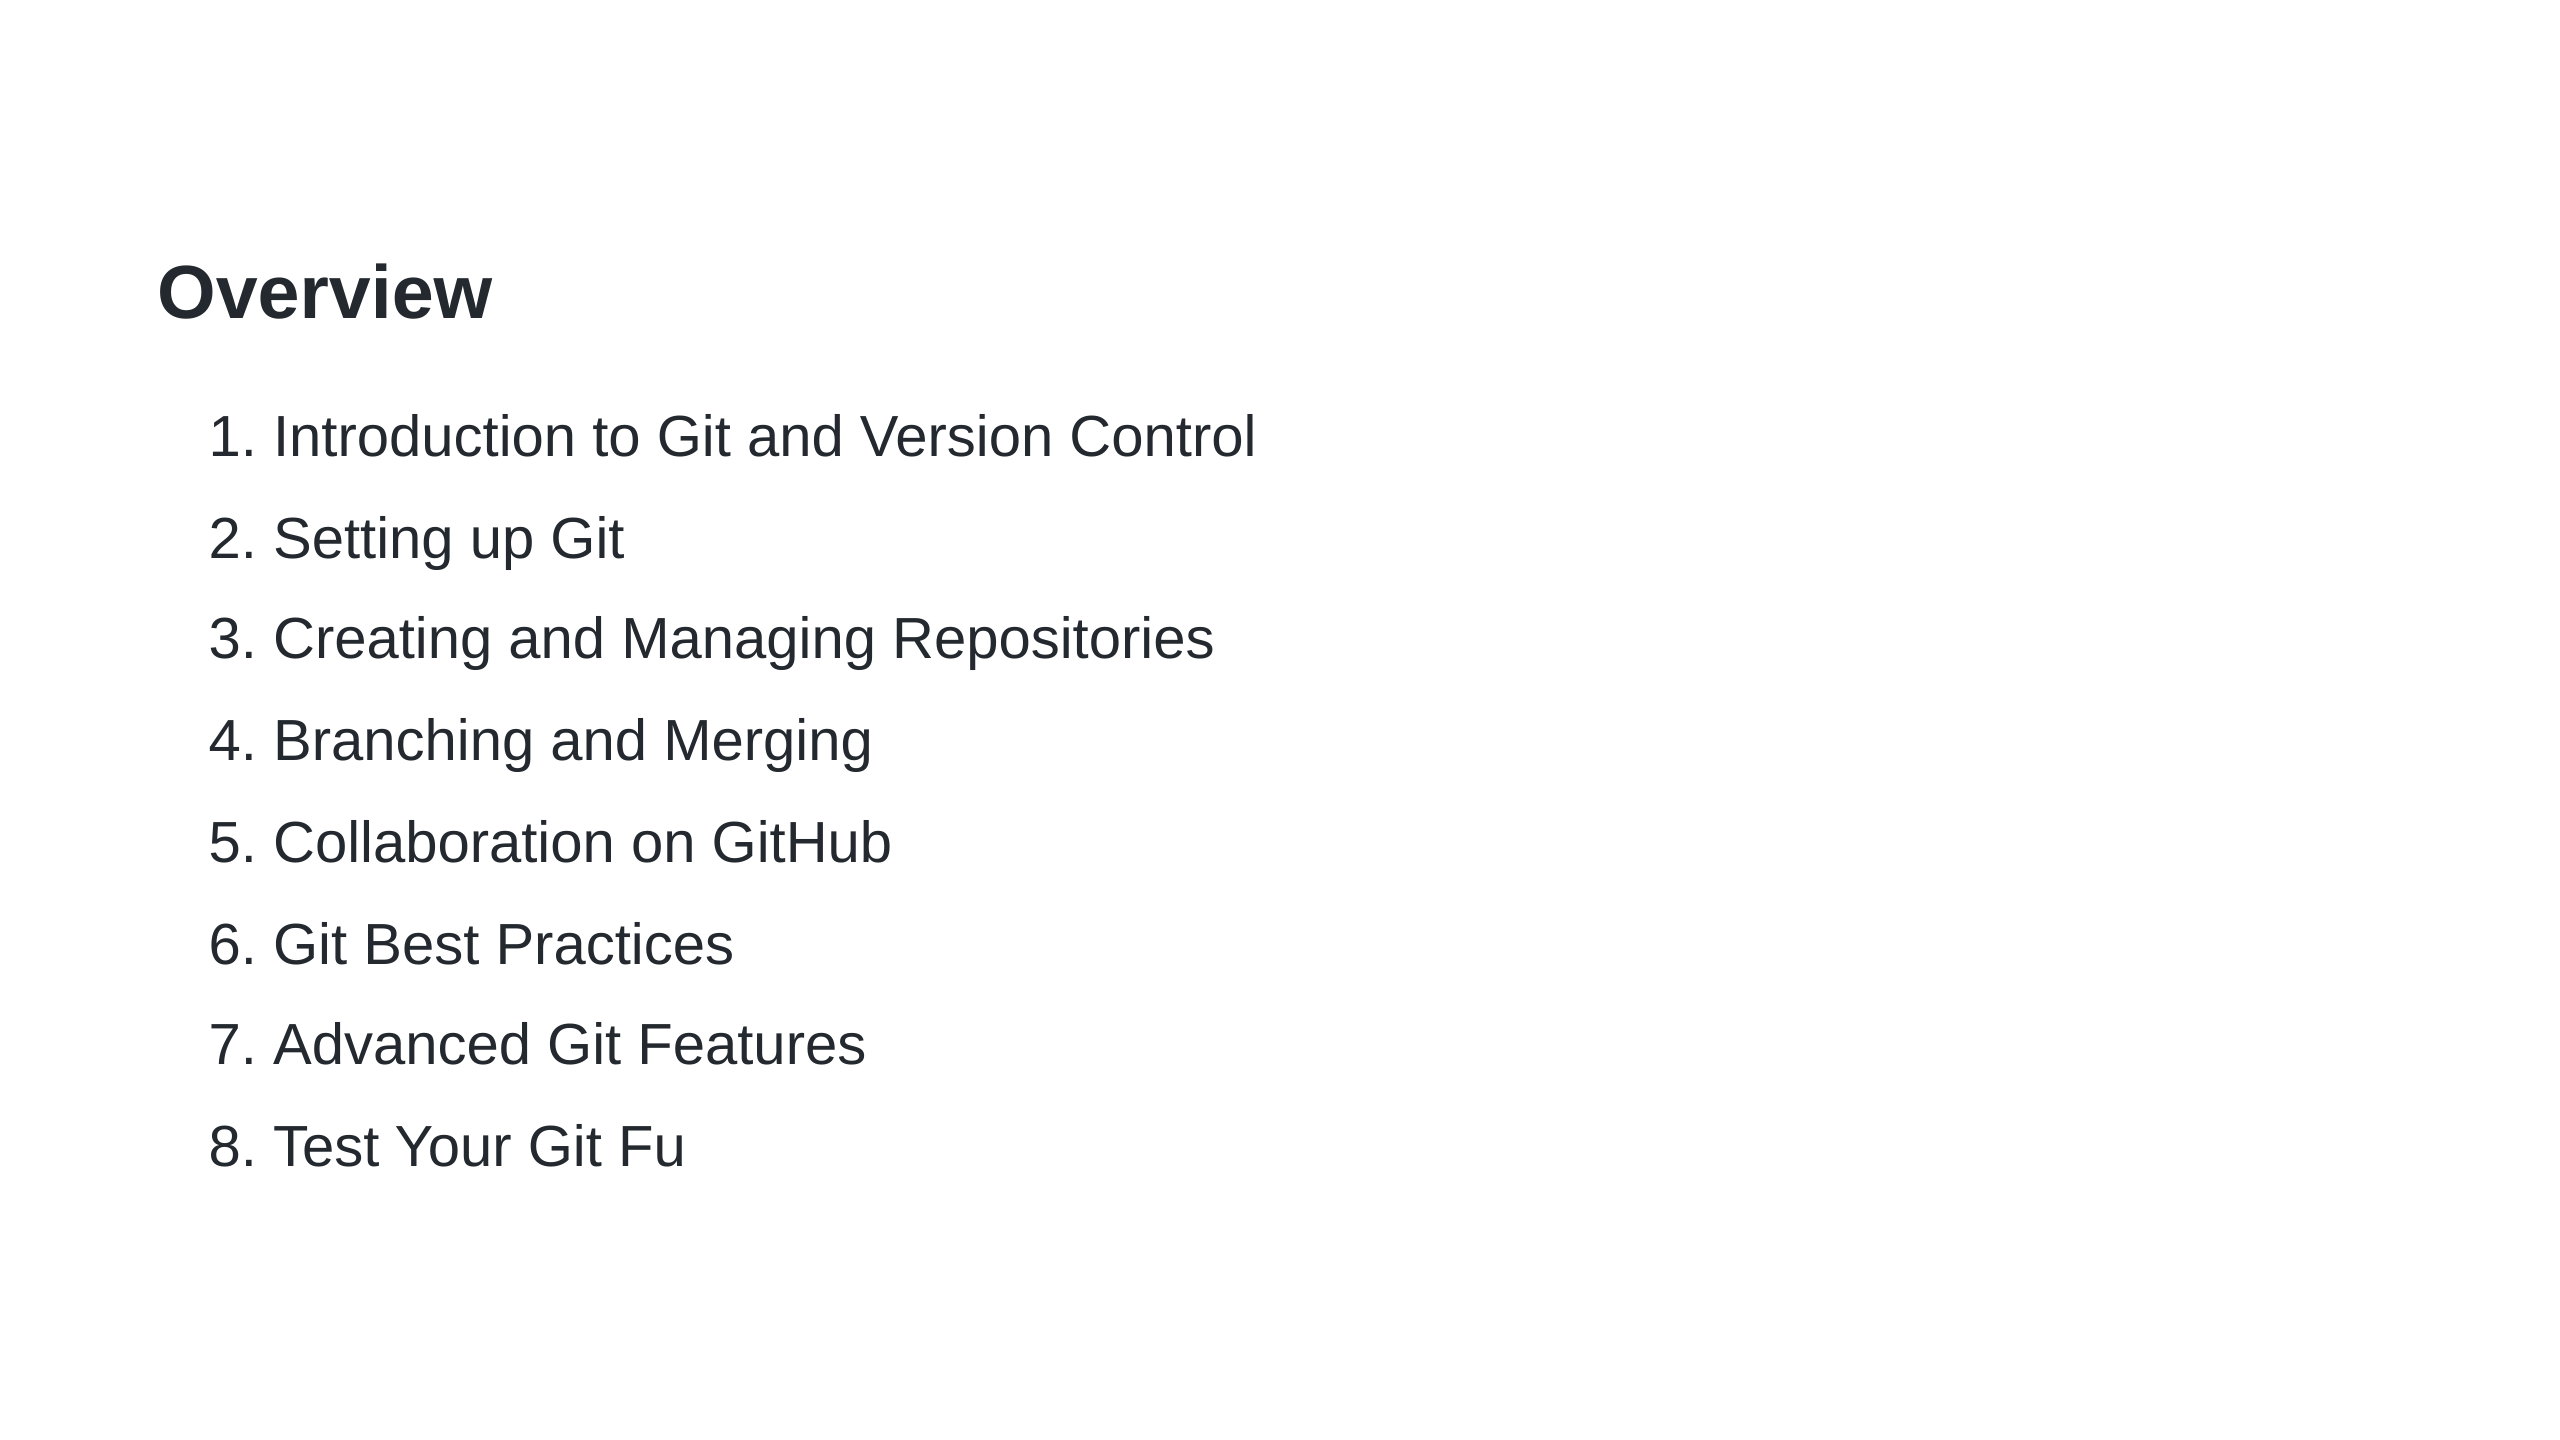 Overview
1. Introduction to Git and Version Control
2. Setting up Git
3. Creating and Managing Repositories
4. Branching and Merging
5. Collaboration on GitHub
6. Git Best Practices
7. Advanced Git Features
8. Test Your Git Fu